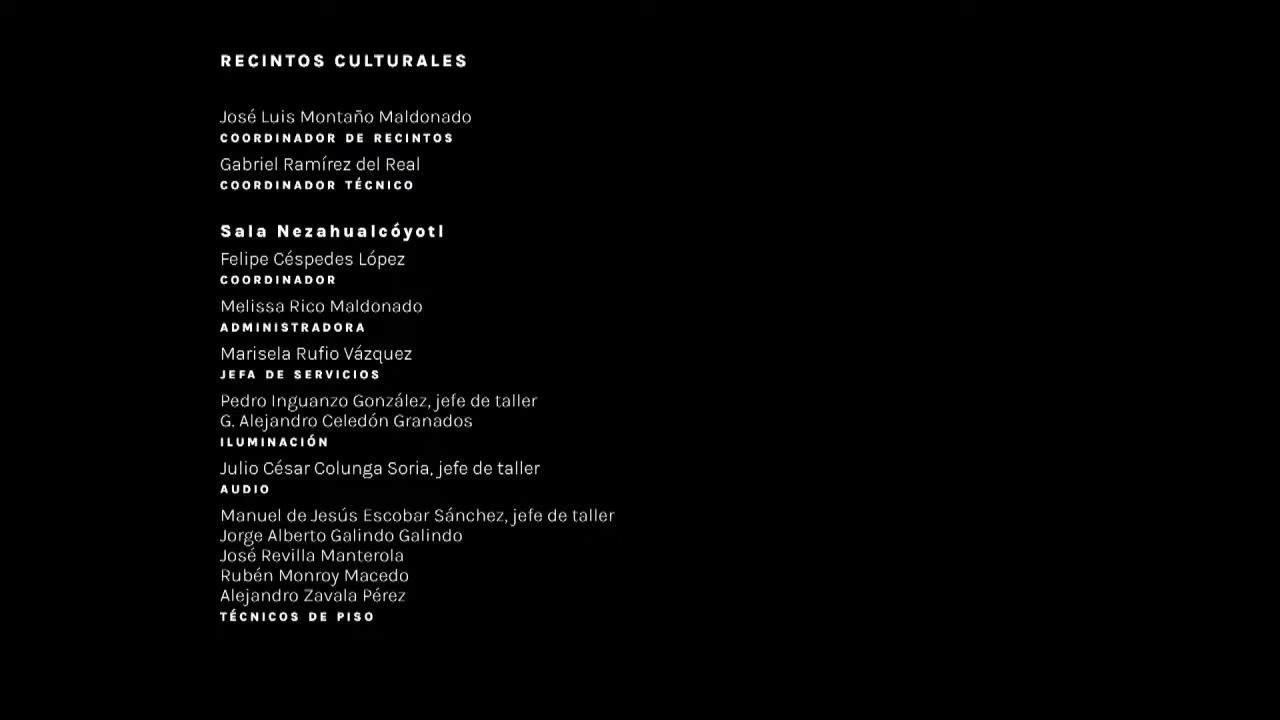 RECINTOS CULTURALES
José Luis Montaño Maldonado
COORDINADOR DE RECINTOS
Gabriel Ramírez del Real
COORDINADOR TÉCNICO
Sala Nezahualcóyotl
Felipe Céspedes López
COORDINADOR
Melissa Rico Maldonado
ADMINISTRADORA
Marisela Rufio Vázquez
JEFA DE SERVICIOS
Pedro Inguanzo González, jefe de taller
G. Alejandro Celedón Granados
ILUMINACIÓN
Julio César Colunga Soria, jefe de taller
AUDIO
Manuel de Jesús Escobar Sánchez, jefe de taller
Jorge Alberto Galindo Galindo
José Revilla Manterola
Rubén Monroy Macedo
Alejandro Zavala Pérez
TÉCNICOS DE PISO